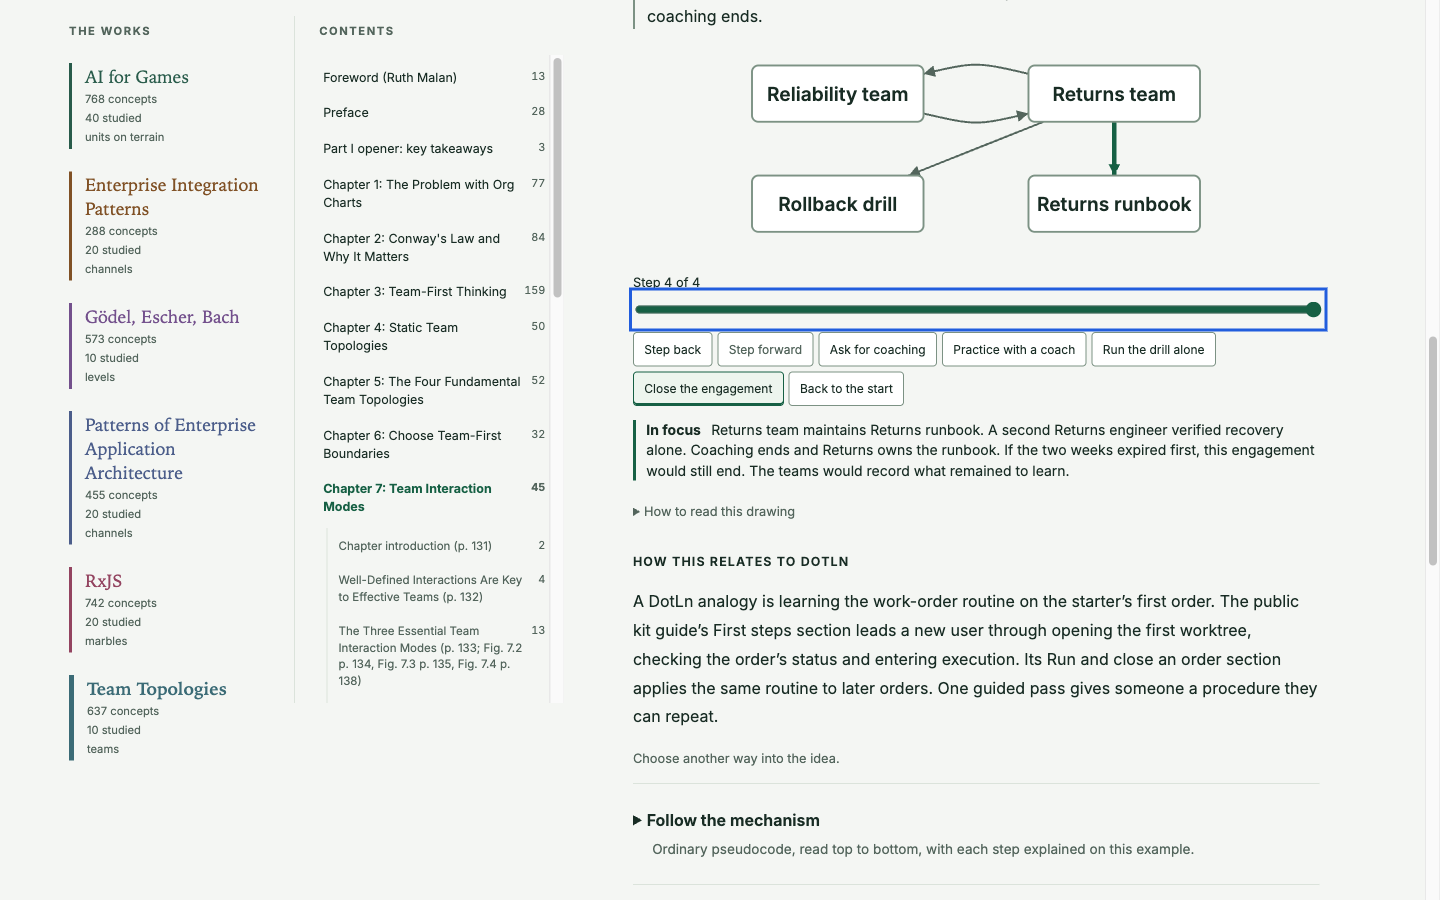 THE WORKS
AI for Games
768 concepts
40 studied
units on terrain
Enterprise Integration
Patterns
288 concepts
20 studied
channels
Gödel, Escher, Bach
573 concepts
10 studied
levels
Patterns of Enterprise
Application
Architecture
455 concepts
20 studied
channels
RxJS
742 concepts
20 studied
marbles
Team Topologies
637 concepts
10 studied
teams
CONTENTS
Foreword (Ruth Malan) 13
Preface 28
Part I opener: key takeaways 3
Chapter 1: The Problem with Org 77
Charts
Chapter 2: Conway's Law and 84
Why It Matters
Chapter 3: Team-First Thinking 159
Chapter 4: Static Team 50
Topologies
Chapter 5: The Four Fundamental 52
Team Topologies
Chapter 6: Choose Team-First 32
Boundaries
Chapter 7: Team Interaction 45
Modes
Chapter introduction (p. 131) 2
Well-Defined Interactions Are Key 4
to Effective Teams (p. 132)
The Three Essential Team 13
Interaction Modes (p. 133; Fig. 7.2
p. 134, Fig. 7.3 p. 135, Fig. 7.4 p.
138)
coaching ends.
Reliability team
Returns team
Rollback drill
Returns runbook
Step 4 of 4
Step back
Step forward
Ask for coaching
Practice with a coach
Run the drill alone
Close the engagement
Back to the start
In focus Returns team maintains Returns runbook. A second Returns engineer verified recovery
alone. Coaching ends and Returns owns the runbook. If the two weeks expired first, this engagement
would still end. The teams would record what remained to learn.
How to read this drawing
HOW THIS RELATES TO DOTLN
A DotLn analogy is learning the work-order routine on the starter’s first order. The public
kit guide’s First steps section leads a new user through opening the first worktree,
checking the order’s status and entering execution. Its Run and close an order section
applies the same routine to later orders. One guided pass gives someone a procedure they
can repeat.
Choose another way into the idea.
Follow the mechanism
Ordinary pseudocode, read top to bottom, with each step explained on this example.